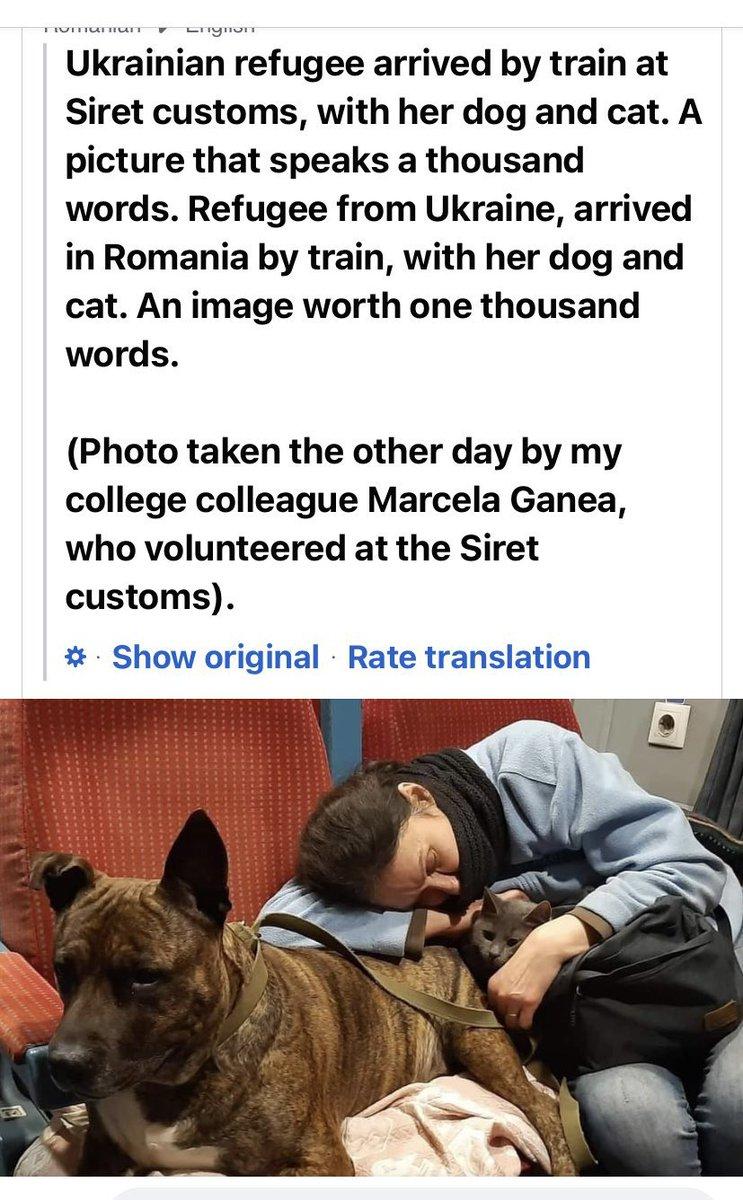 Romanian ✓ English
Ukrainian refugee arrived by train at
Siret customs, with her dog and cat. A
picture that speaks a thousand
words. Refugee from Ukraine, arrived
in Romania by train, with her dog and
cat. An image worth one thousand
words.
(Photo taken the other day by my
college colleague Marcela Ganea,
who volunteered at the Siret
customs).
· Show original · Rate translation